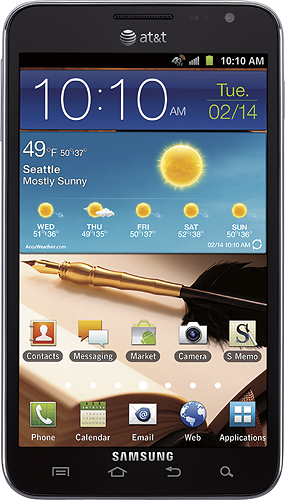 at&t
4G 10:10 AM
10:10 AM
Tue.
02/14
49°F 50°/37°
Seattle
Mostly Sunny
WED THU FRI SAT SUN
51°/36° 49°/35° 50°/37° 52°/38° 50°/36°
AccuWeather.com 02/14 10:10 AM
Contacts Messaging Market Camera S Memo
Phone Calendar Email Web Applications
SAMSUNG